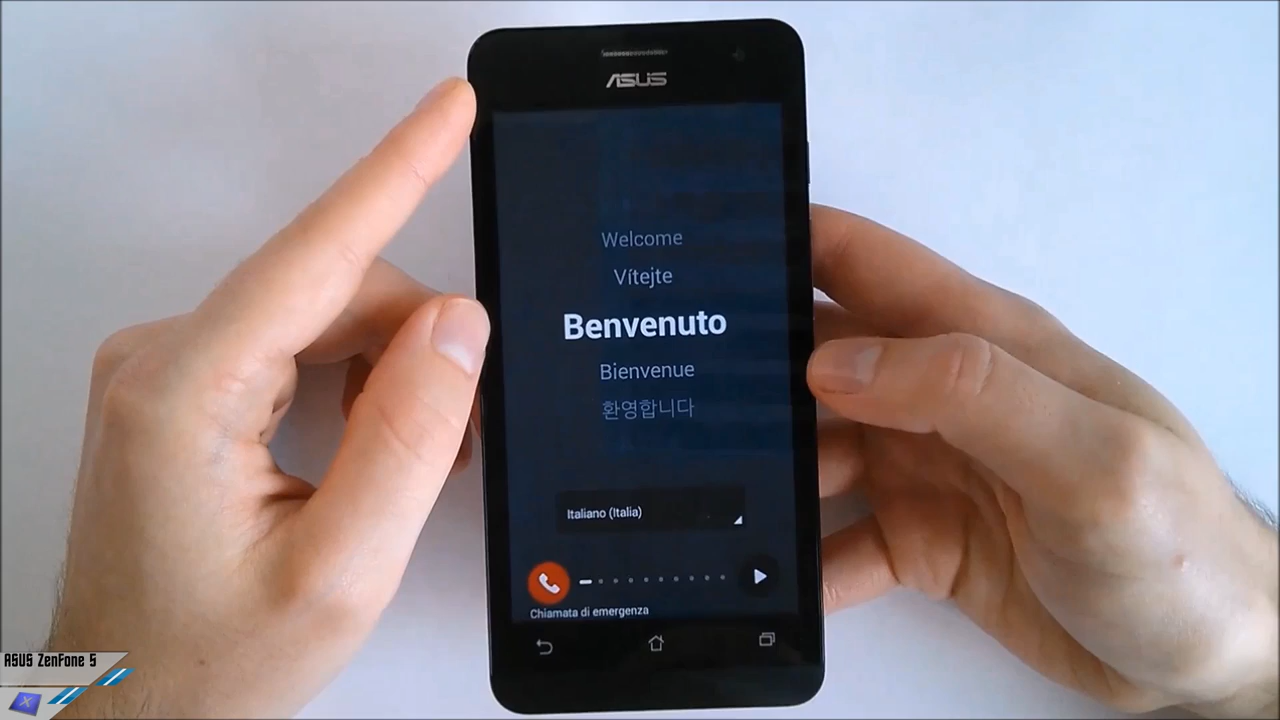 ASUS
Welcome
Vítejte
Benvenuto
Bienvenue
환영합니다
Italiano (Italia)
Chiamata di emergenza
ASUS ZenFone 5
X